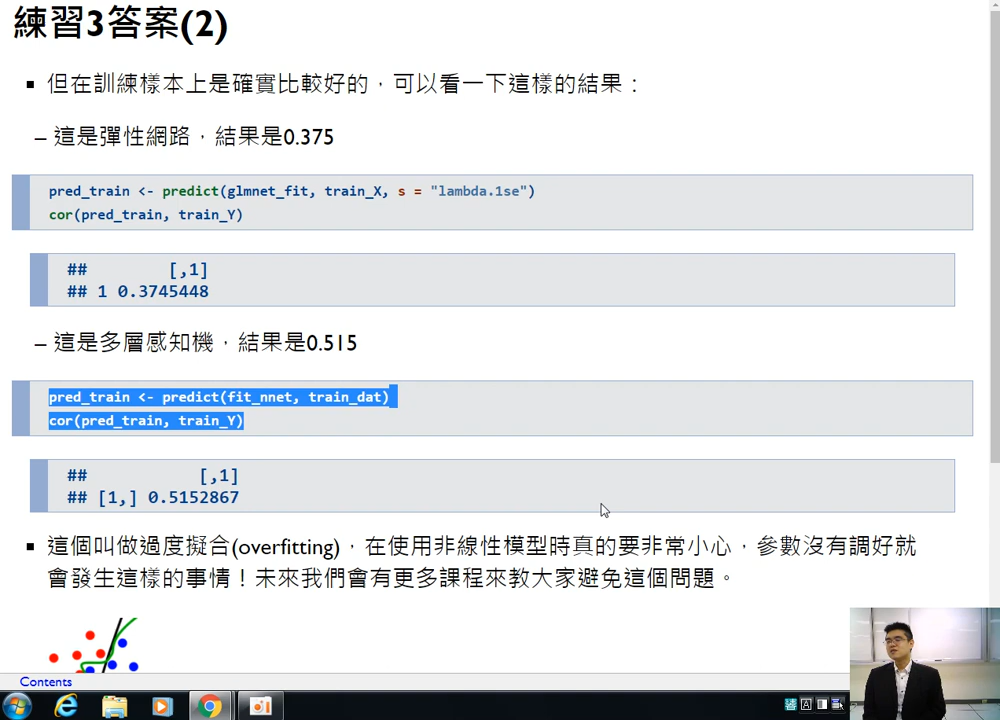 練習3答案(2)
▪ 但在訓練樣本上是確實比較好的，可以看一下這樣的結果：
– 這是彈性網路，結果是0.375
pred_train <- predict(glmnet_fit, train_X, s = "lambda.1se")
cor(pred_train, train_Y)
## [,1]
## 1 0.3745448
– 這是多層感知機，結果是0.515
pred_train <- predict(fit_nnet, train_dat)
cor(pred_train, train_Y)
## [,1]
## [1,] 0.5152867
▪ 這個叫做過度擬合(overfitting)，在使用非線性模型時真的要非常小心，參數沒有調好就
會發生這樣的事情！未來我們會有更多課程來教大家避免這個問題。
Contents